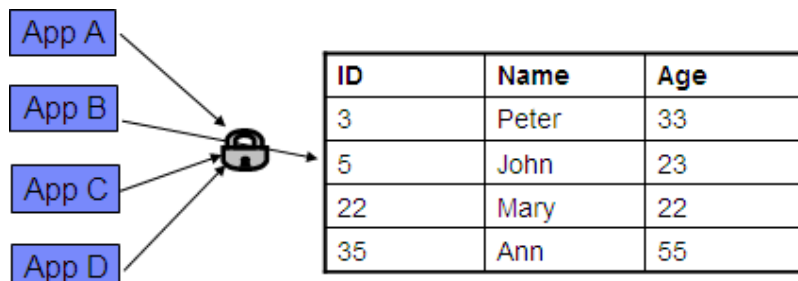 App A
App B
App C
App D
ID Name Age
3 Peter 33
5 John 23
22 Mary 22
35 Ann 55